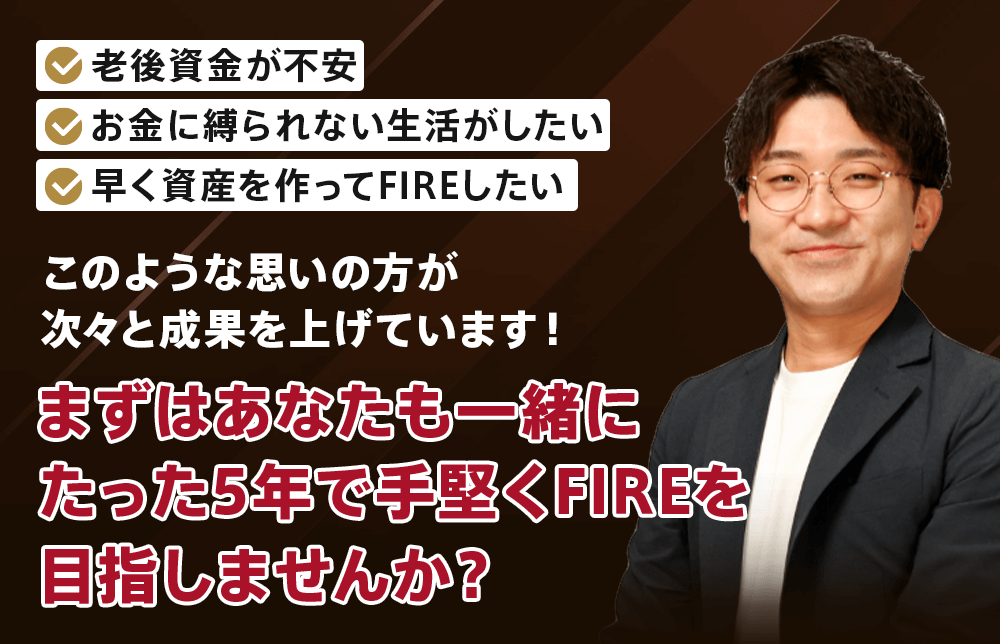 老後資金が不安
お金に縛られない生活がしたい
早く資産を作ってFIREしたい
このような思いの方が
次々と成果を上げています！
まずはあなたも一緒に
たった5年で手堅くFIREを
目指しませんか？